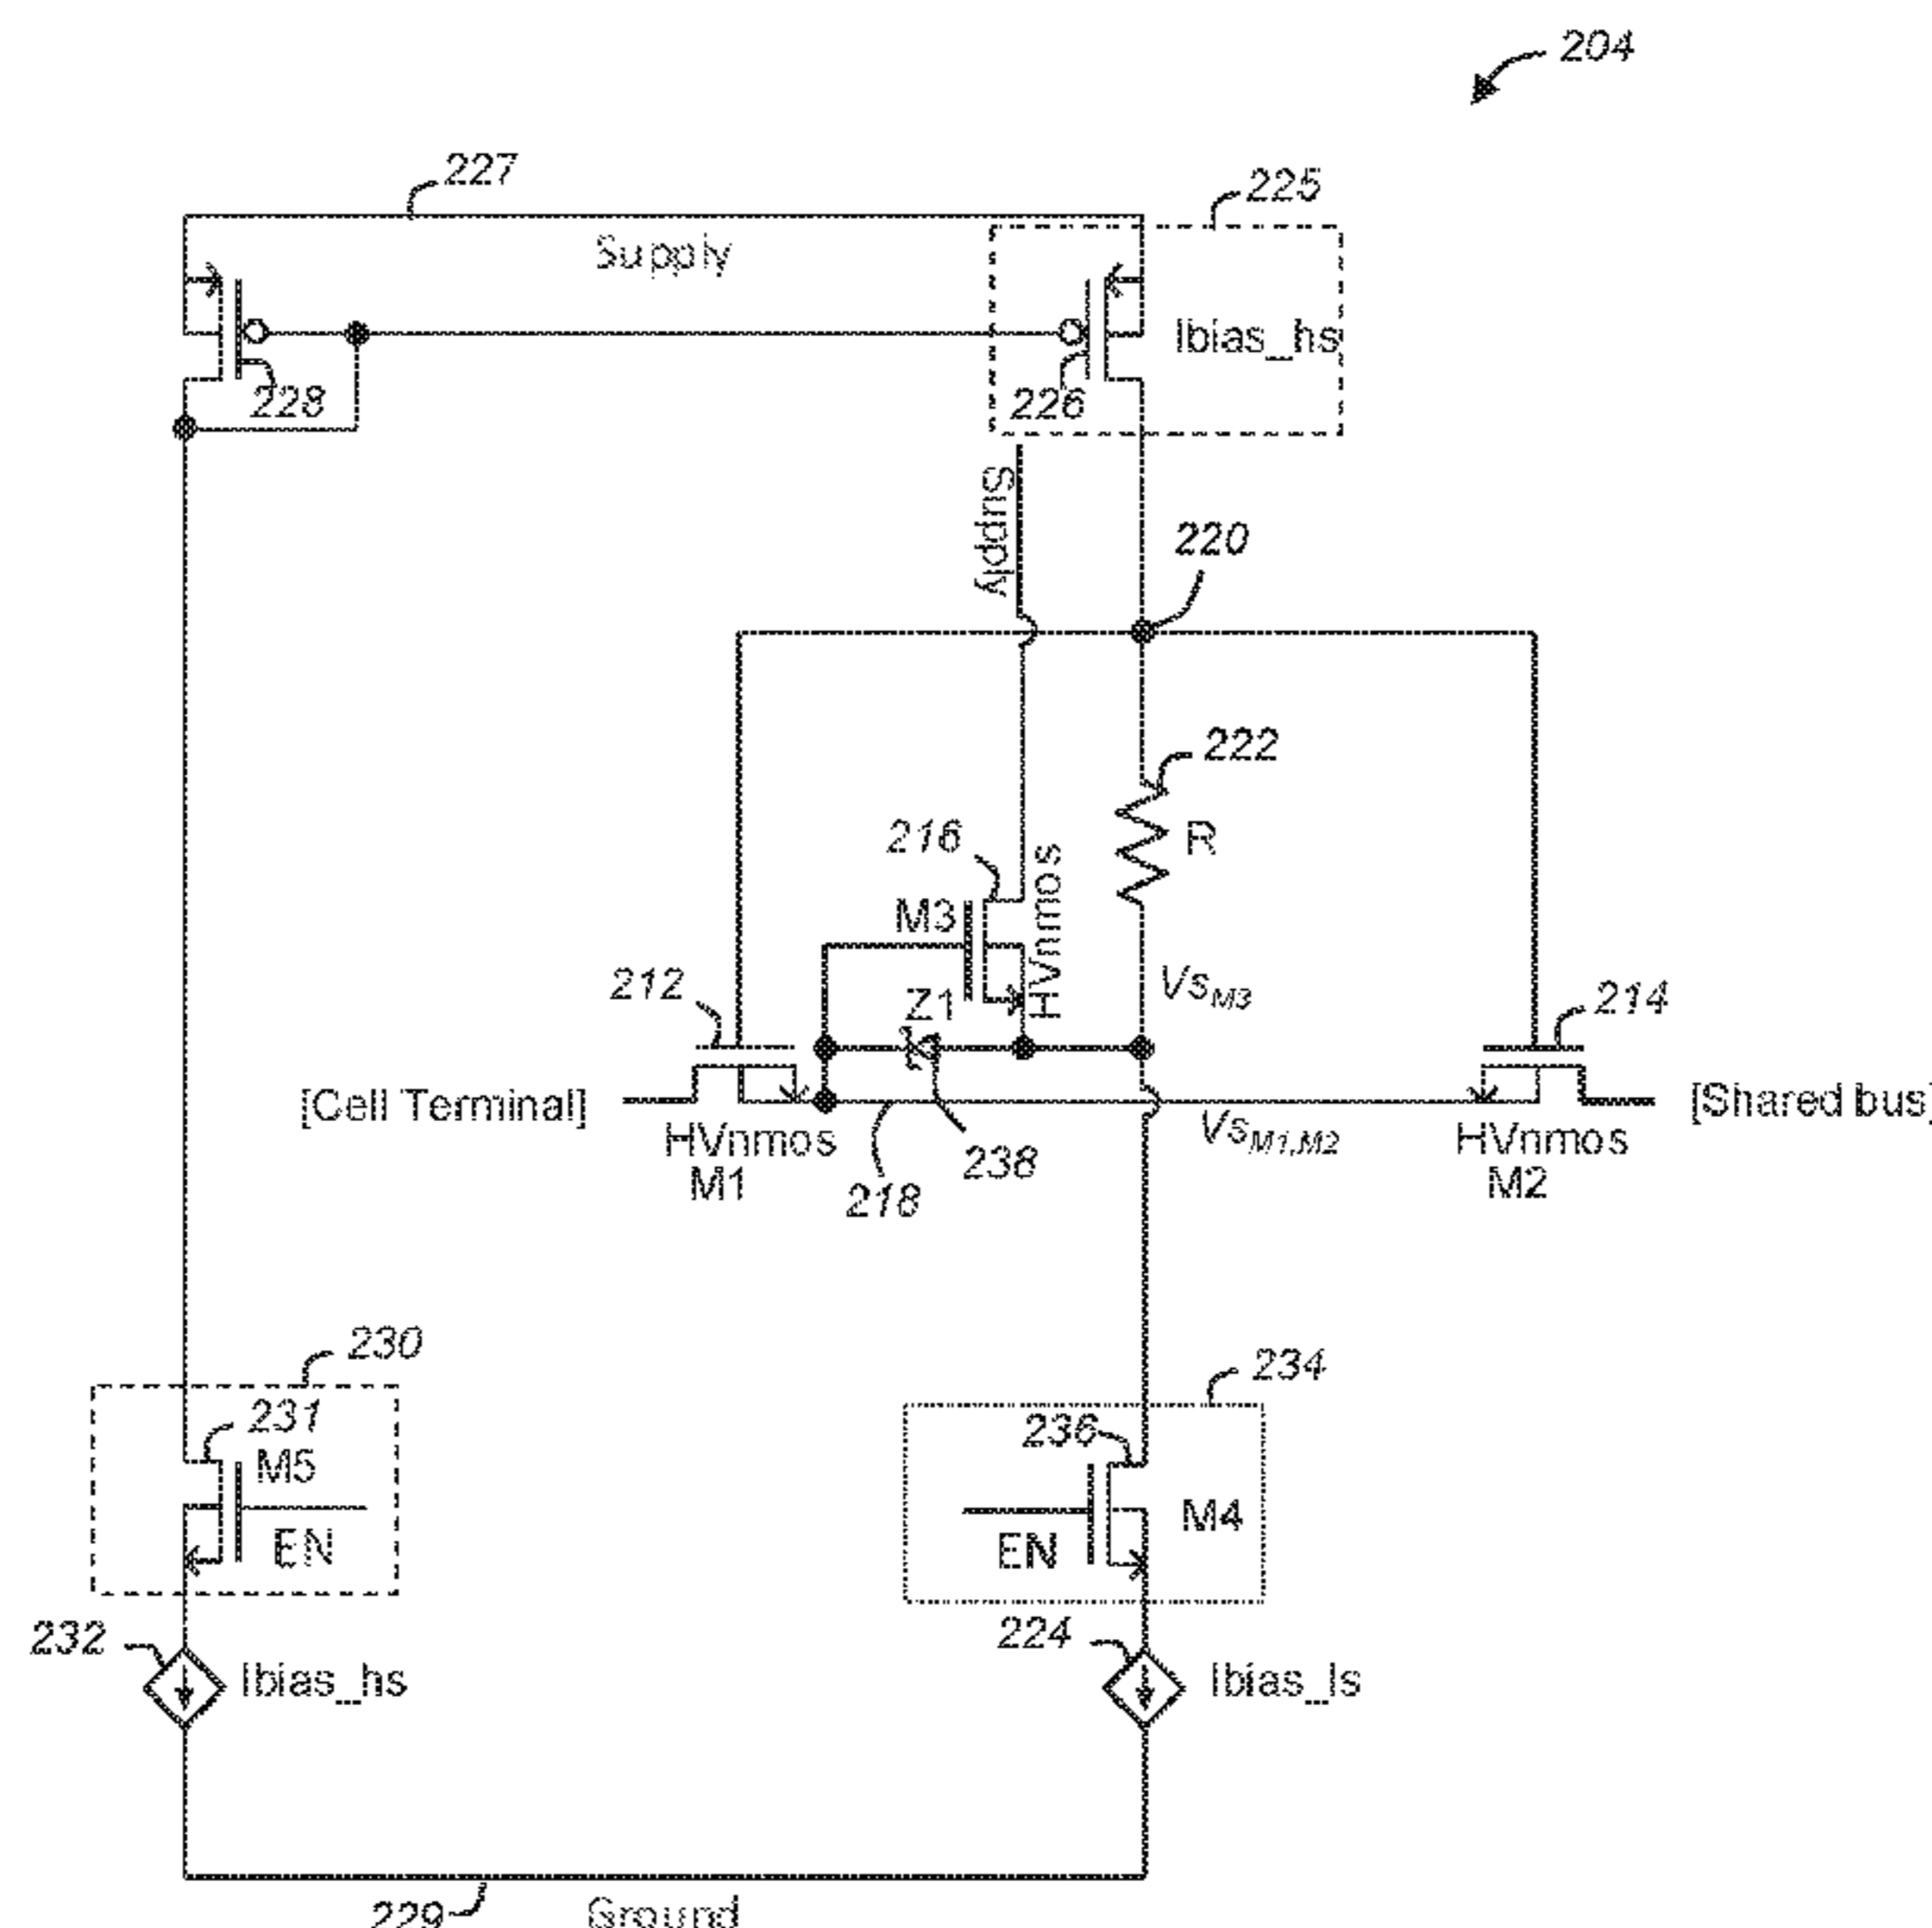 204
227
225
Supply
Ibias_hs
228
226
Supply
220
222
216
R
M3
HVnmos
212
Z1
VsM3
214
[Cell Terminal]
[Shared bus]
HVnmos
M1
238
VsM1,M2
HVnmos
M2
218
230
234
231
M5
236
M4
EN
EN
232
224
Ibias_hs
Ibias_ls
229
Ground